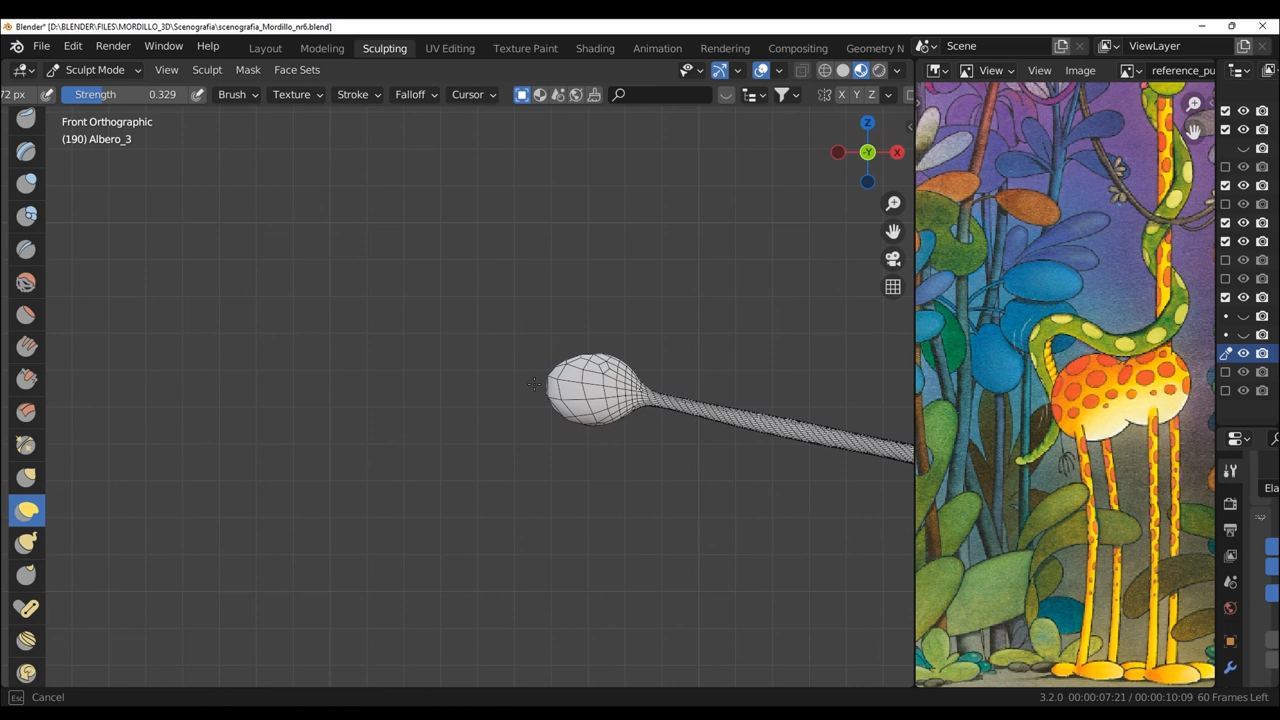 Blender* [D:\BLENDER\FILES\MORDILLO_3D\Scenografia\scenografia_Mordillo_nr6.blend]
File Edit Render Window Help Layout Modeling Sculpting UV Editing Texture Paint Shading Animation Rendering Compositing Geometry N Scene ViewLayer
Sculpt Mode View Sculpt Mask Face Sets View View Image reference_pu
72 px Strength 0.329 Brush Texture Stroke Falloff Cursor X Y Z
Front Orthographic
(190) Albero_3
Z
-Y X
Ela
Esc Cancel 3.2.0 00:00:07:21 / 00:00:10:09 60 Frames Left